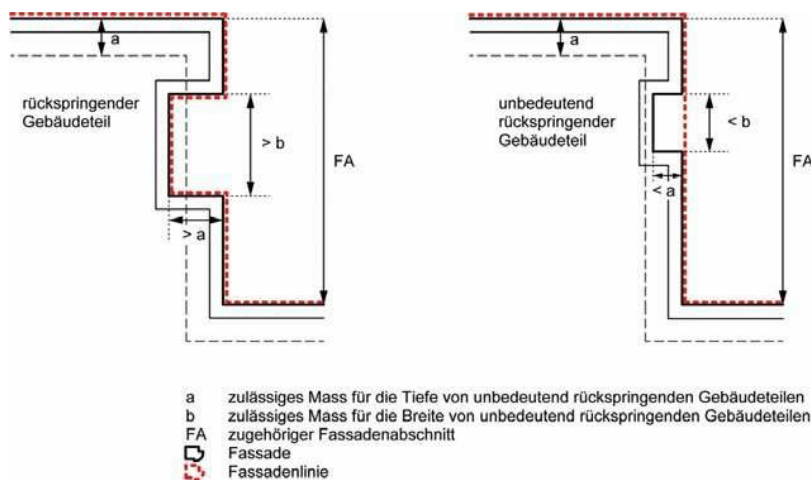 a
rückspringender
Gebäudeteil
> b
FA
> a
a
unbedeutend
rückspringender
Gebäudeteil
< b
FA
< a
a zulässiges Mass für die Tiefe von unbedeutend rückspringenden Gebäudeteilen
b zulässiges Mass für die Breite von unbedeutend rückspringenden Gebäudeteilen
FA zugehöriger Fassadenabschnitt
Fassade
Fassadenlinie